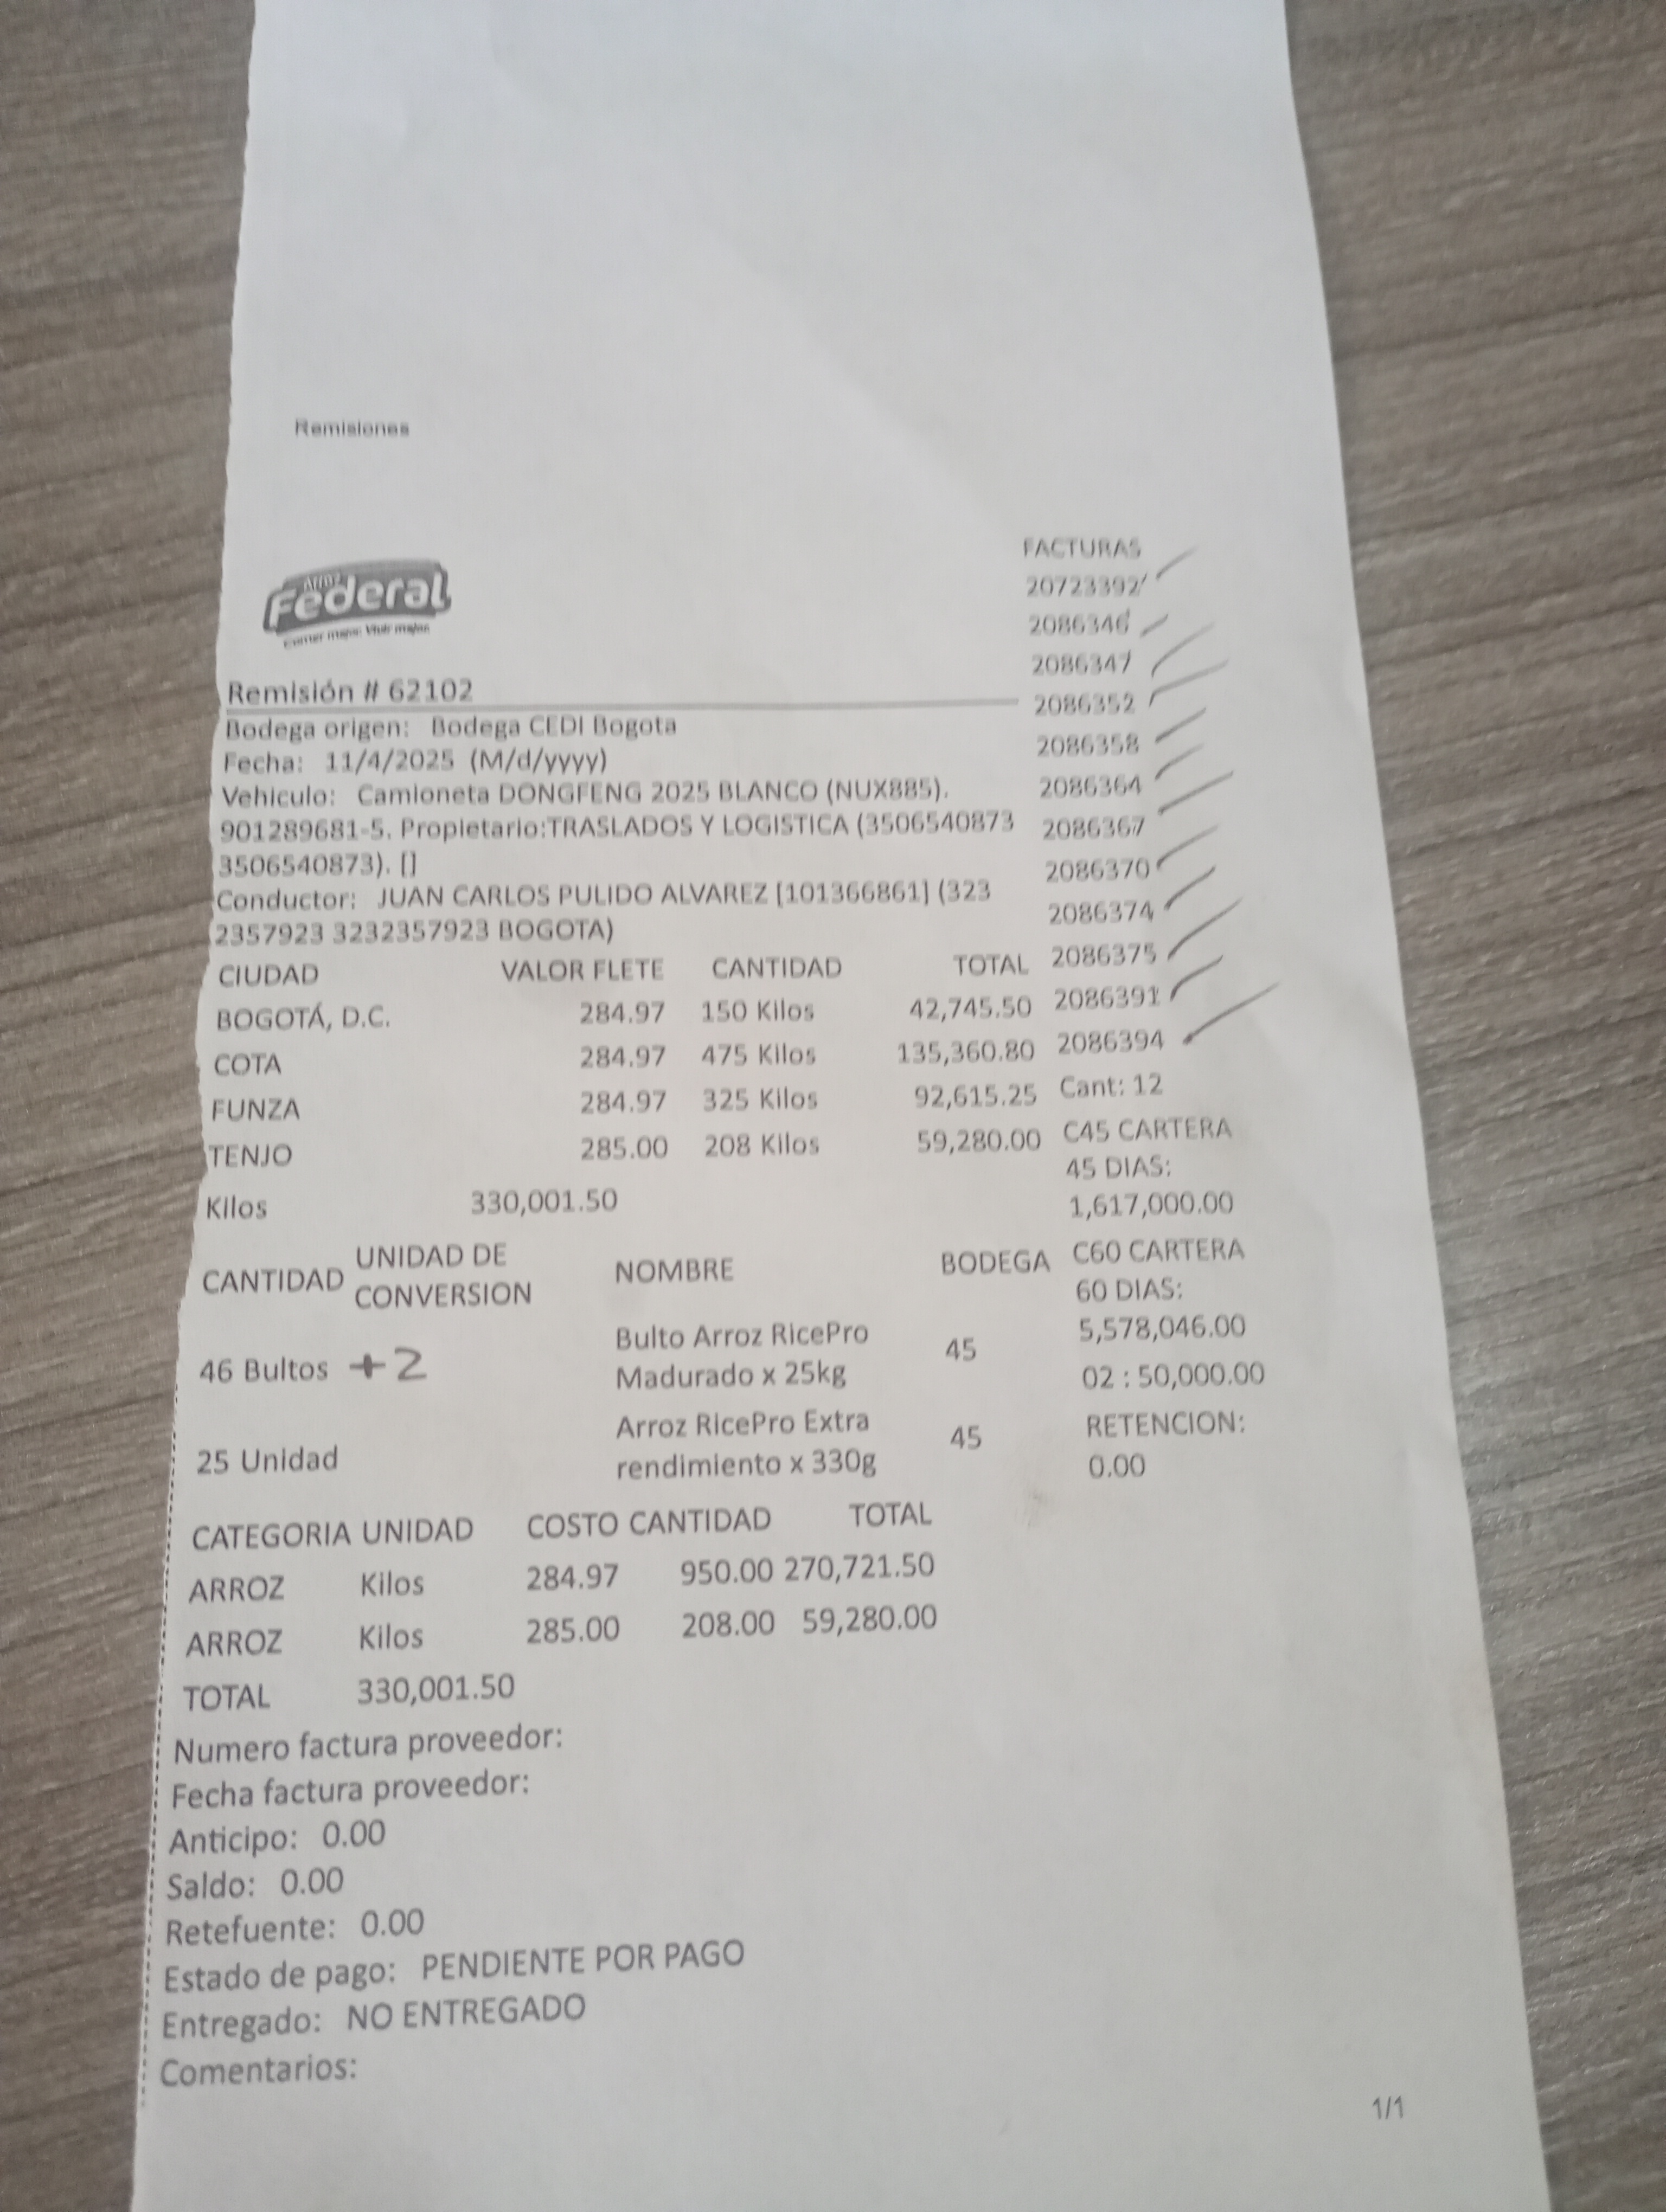 Remisiones
Arroz
Federal
Comer mejor. Vivir mejor.
Remisión # 62102
Bodega origen: Bodega CEDI Bogota
Fecha: 11/4/2025 (M/d/yyyy)
Vehiculo: Camioneta DONGFENG 2025 BLANCO (NUX885).
901289681-5. Propietario:TRASLADOS Y LOGISTICA (3506540873
3506540873). []
Conductor: JUAN CARLOS PULIDO ALVAREZ [101366861] (323
2357923 3232357923 BOGOTA)
CIUDAD VALOR FLETE CANTIDAD TOTAL
BOGOTÁ, D.C. 284.97 150 Kilos 42,745.50
COTA 284.97 475 Kilos 135,360.80
FUNZA 284.97 325 Kilos 92,615.25
TENJO 285.00 208 Kilos 59,280.00
Kilos 330,001.50
CANTIDAD UNIDAD DE CONVERSION NOMBRE BODEGA
46 Bultos +2 Bulto Arroz RicePro Madurado x 25kg 45
25 Unidad Arroz RicePro Extra rendimiento x 330g 45
CATEGORIA UNIDAD COSTO CANTIDAD TOTAL
ARROZ Kilos 284.97 950.00 270,721.50
ARROZ Kilos 285.00 208.00 59,280.00
TOTAL 330,001.50
Numero factura proveedor:
Fecha factura proveedor:
Anticipo: 0.00
Saldo: 0.00
Retefuente: 0.00
Estado de pago: PENDIENTE POR PAGO
Entregado: NO ENTREGADO
Comentarios:
FACTURAS
20723392
2086346
2086347
2086352
2086358
2086364
2086367
2086370
2086374
2086375
2086391
2086394
Cant: 12
C45 CARTERA
45 DIAS:
1,617,000.00
C60 CARTERA
60 DIAS:
5,578,046.00
02 : 50,000.00
RETENCION:
0.00
1/1